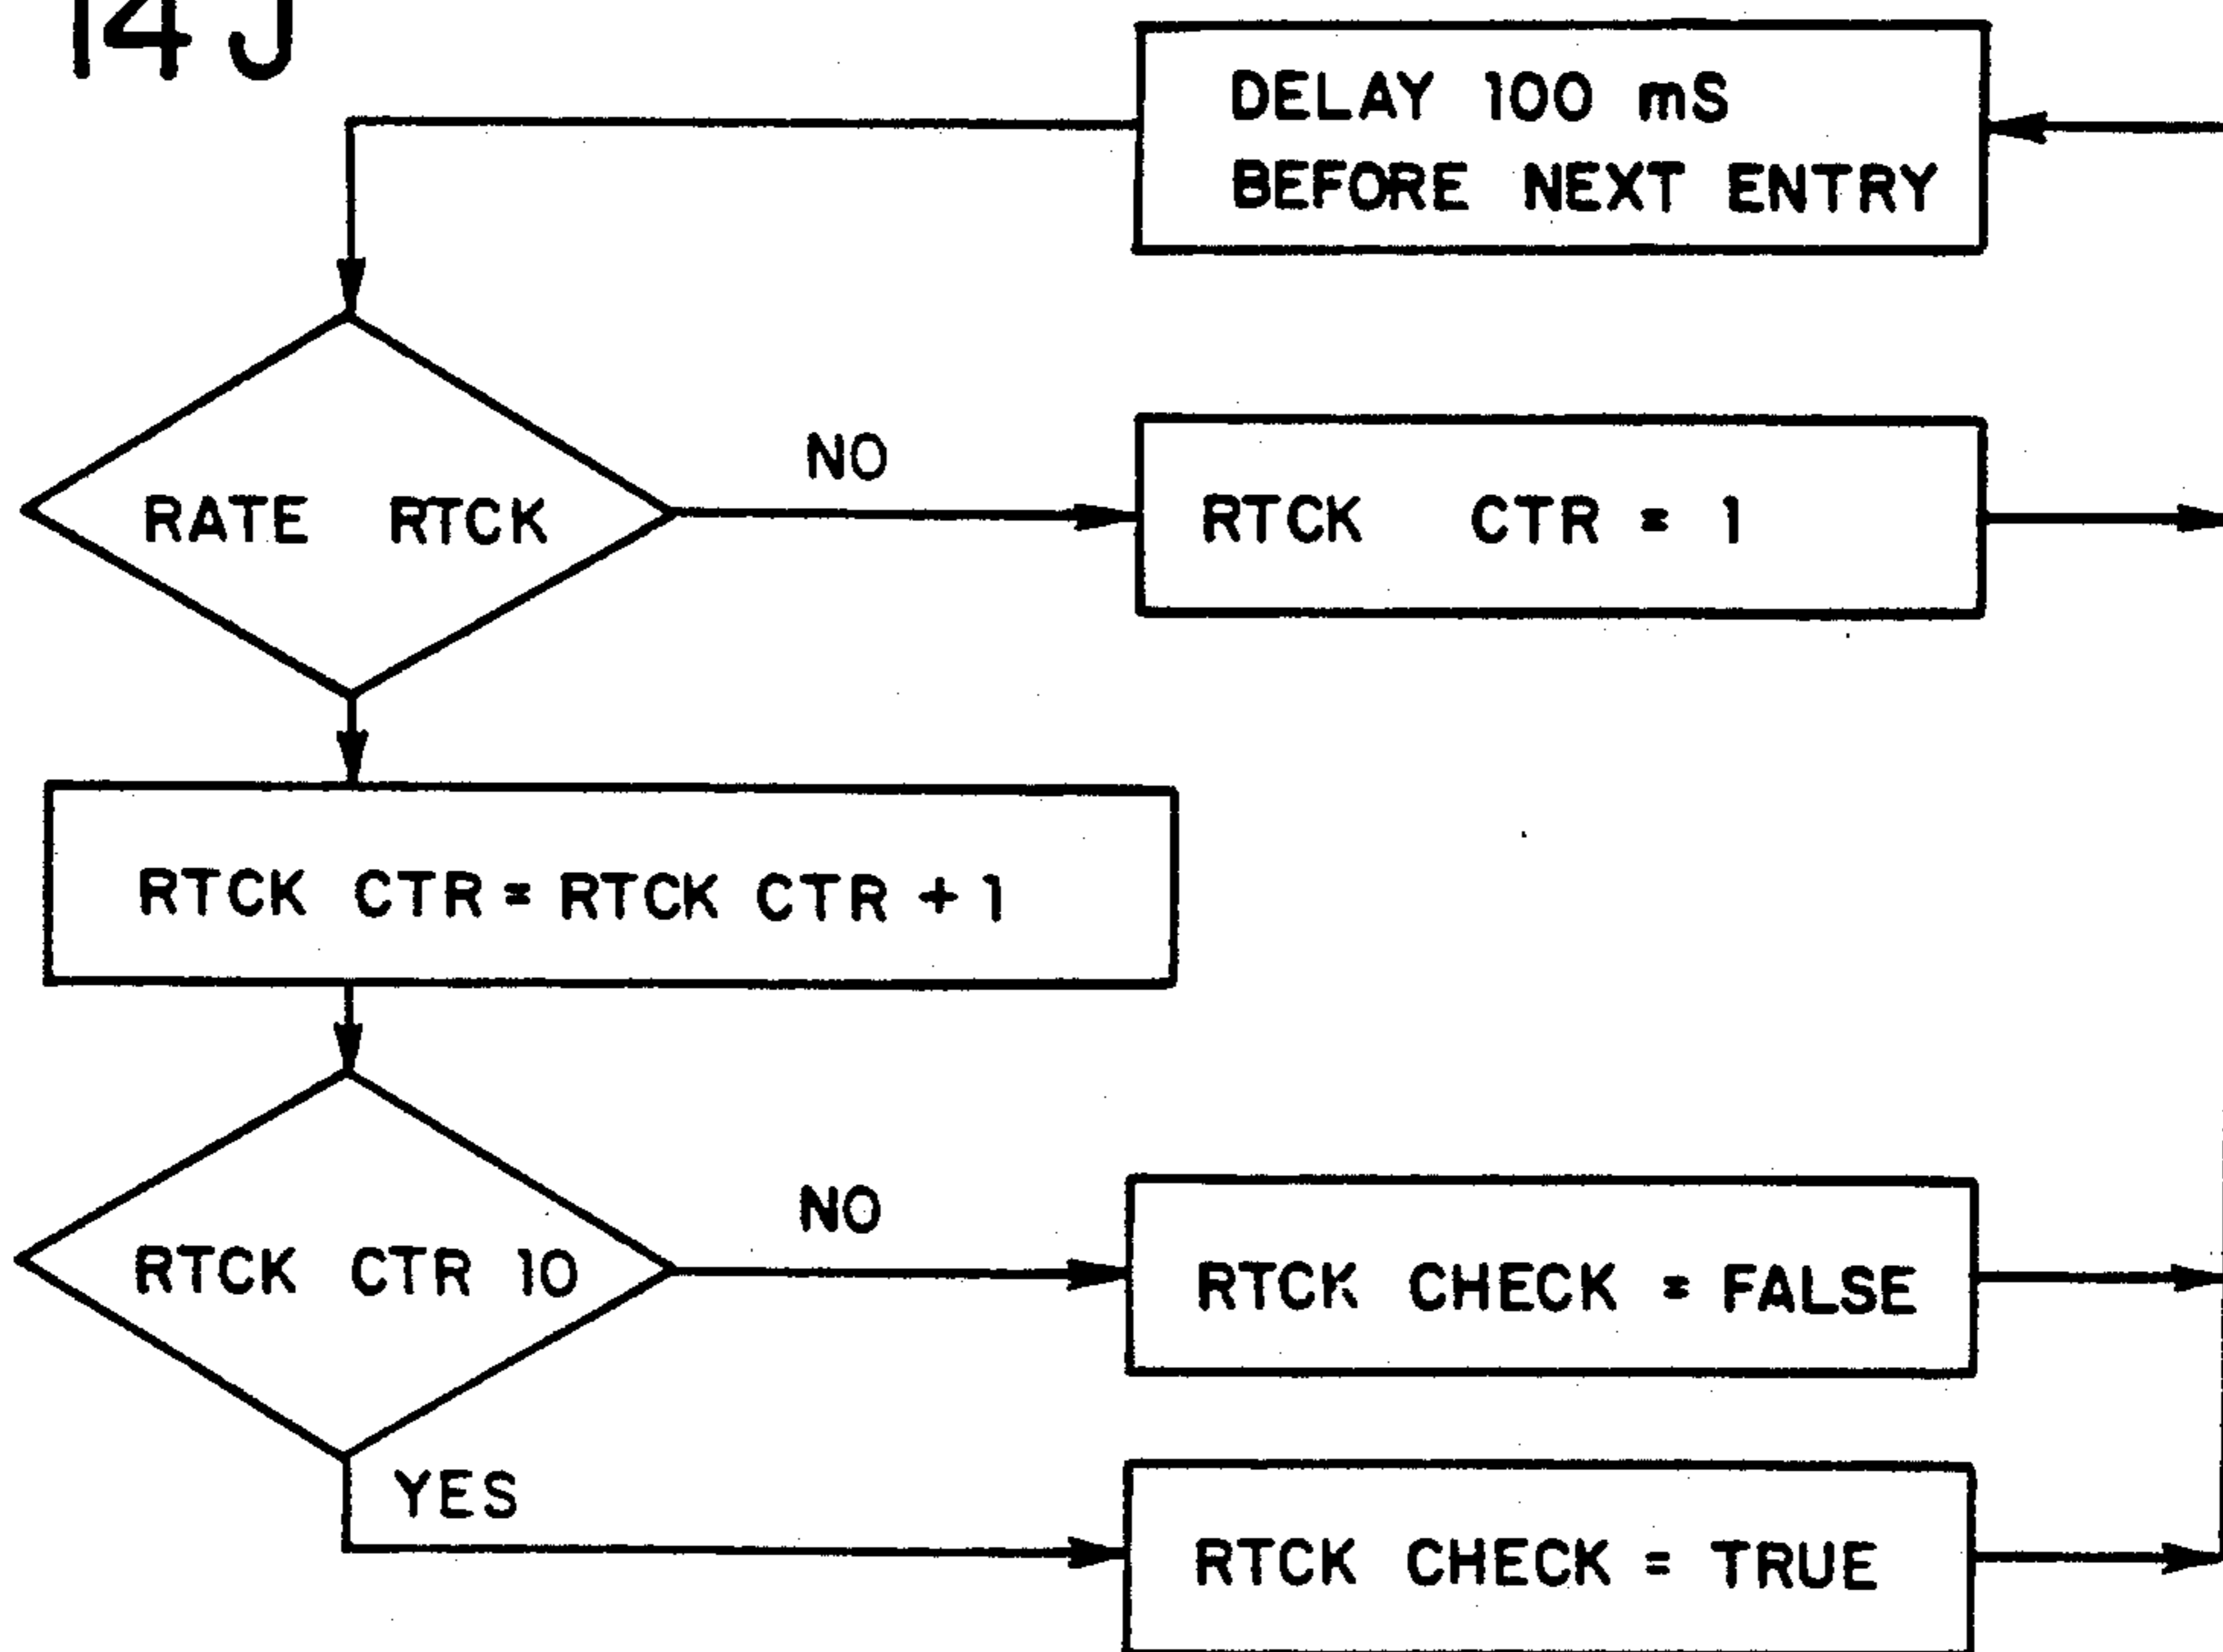 14J
DELAY 100 mS
BEFORE NEXT ENTRY
RATE RTCK
NO
RTCK CTR = 1
RTCK CTR = RTCK CTR + 1
RTCK CTR 10
NO
RTCK CHECK = FALSE
YES
RTCK CHECK = TRUE